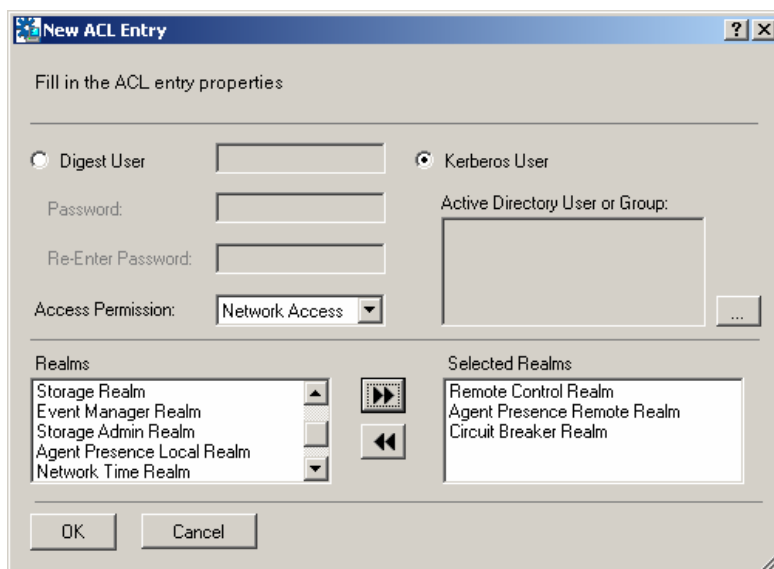 New ACL Entry
Fill in the ACL entry properties
Digest User
Kerberos User
Password:
Active Directory User or Group:
Re-Enter Password:
Access Permission:
Network Access
...
Realms
Selected Realms
Storage Realm
Event Manager Realm
Storage Admin Realm
Agent Presence Local Realm
Network Time Realm
Remote Control Realm
Agent Presence Remote Realm
Circuit Breaker Realm
OK
Cancel